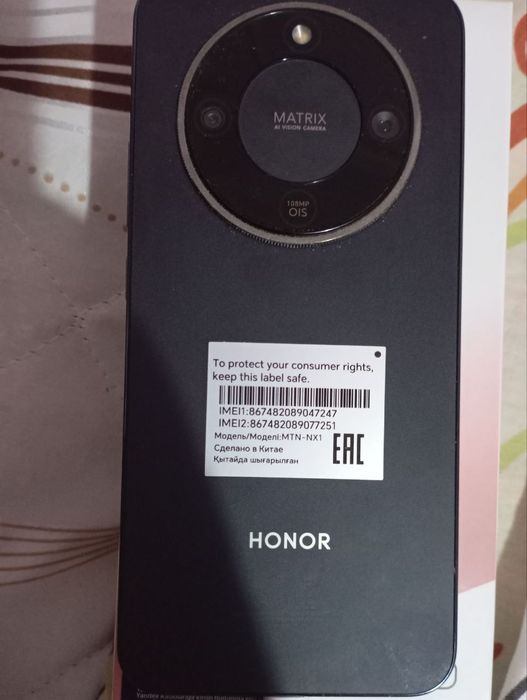 MATRIX
AI VISION CAMERA
108MP
OIS
To protect your consumer rights,
keep this label safe.
IMEI1:867482089047247
IMEI2:867482089077251
Модель/Моделі:MTN-NX1
Сделано в Китае
Қытайда шығарылған
EAC
HONOR